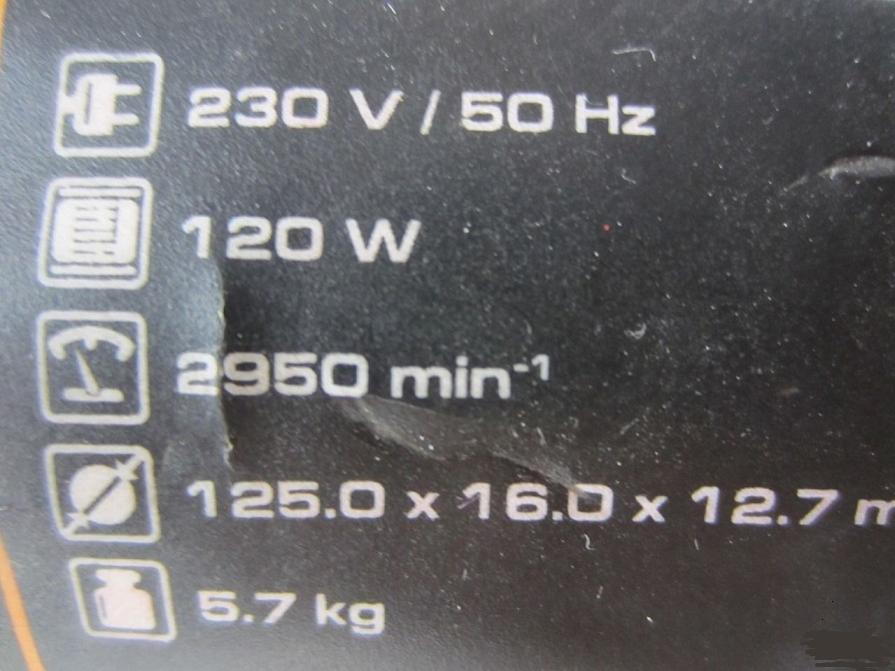 230 V / 50 Hz
120 W
2950 min⁻¹
125.0 x 16.0 x 12.7 m
5.7 kg